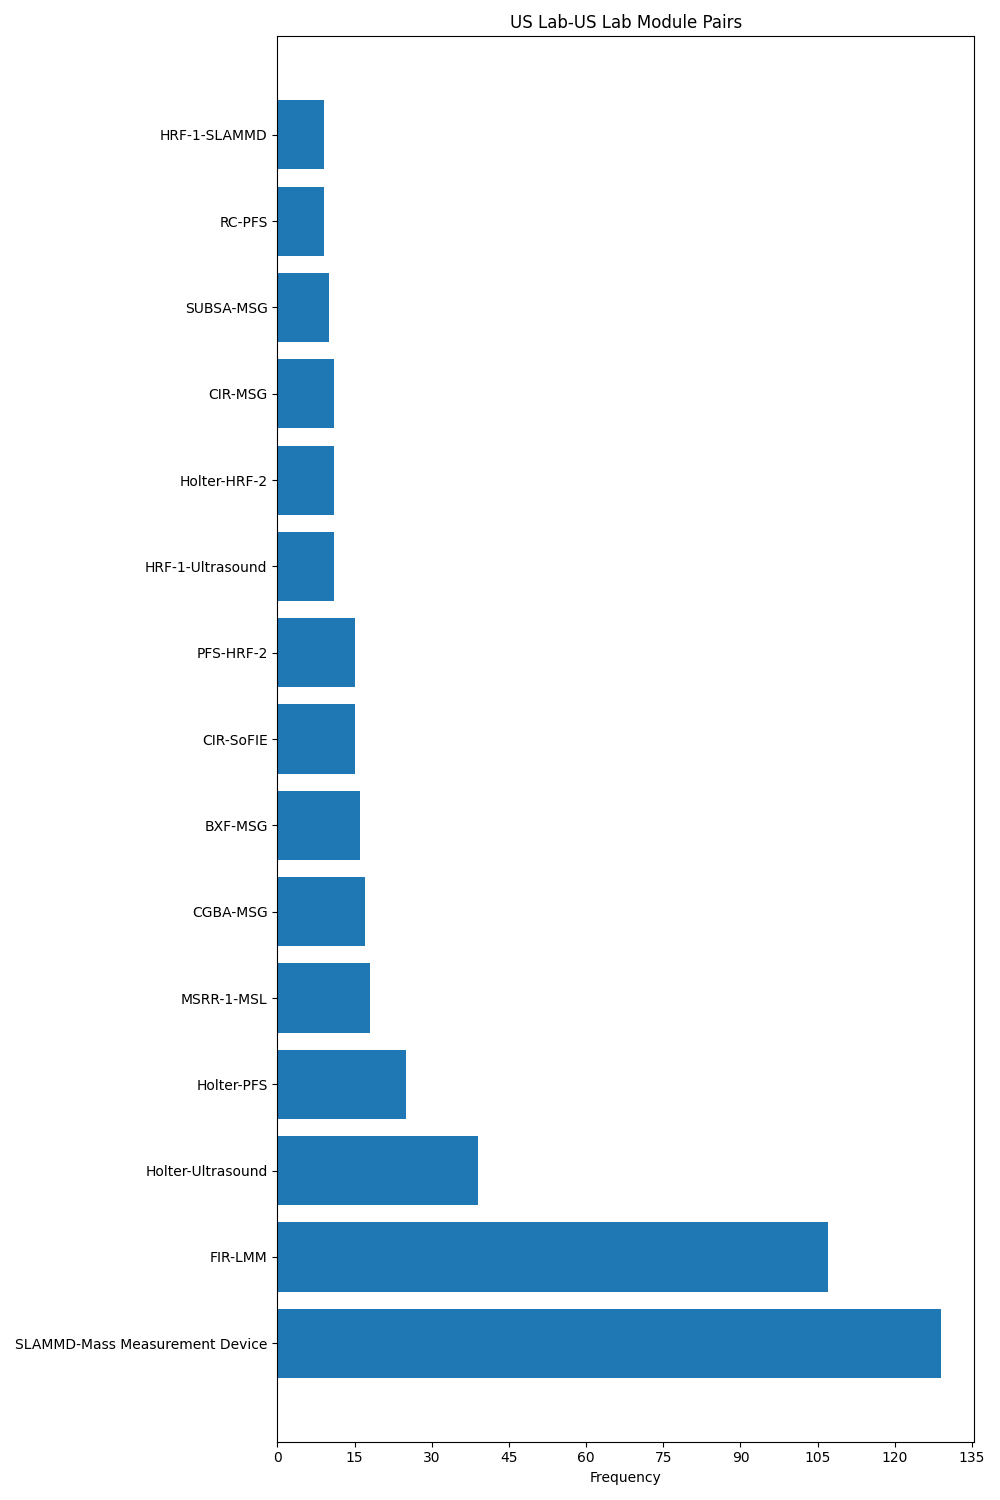 US Lab-US Lab Module Pairs
HRF-1-SLAMMD
RC-PFS
SUBSA-MSG
CIR-MSG
Holter-HRF-2
HRF-1-Ultrasound
PFS-HRF-2
CIR-SoFIE
BXF-MSG
CGBA-MSG
MSRR-1-MSL
Holter-PFS
Holter-Ultrasound
FIR-LMM
SLAMMD-Mass Measurement Device
0 15 30 45 60 75 90 105 120 135
Frequency